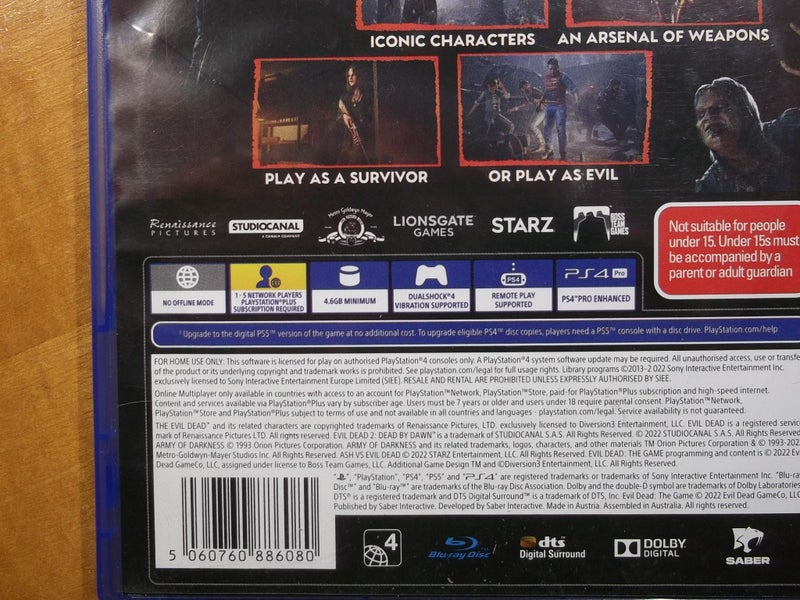 ICONIC CHARACTERS
AN ARSENAL OF WEAPONS
PLAY AS A SURVIVOR
OR PLAY AS EVIL
Renaissance
PICTURES
STUDIOCANAL
A CANAL+ COMPANY
Metro Goldwyn Mayer
LIONSGATE
GAMES
STARZ
BOSS
TEAM
GAMES
Not suitable for people
under 15. Under 15s must
be accompanied by a
parent or adult guardian
NO OFFLINE MODE
1 - 5 NETWORK PLAYERS
PLAYSTATION®PLUS
SUBSCRIPTION REQUIRED
4.6GB MINIMUM
DUALSHOCK®4
VIBRATION SUPPORTED
PS4
REMOTE PLAY
SUPPORTED
PS4 Pro
PS4™PRO ENHANCED
¹ Upgrade to the digital PS5™ version of the game at no additional cost. To upgrade eligible PS4™ disc copies, players need a PS5™ console with a disc drive. PlayStation.com/help
FOR HOME USE ONLY: This software is licensed for play on authorised PlayStation®4 consoles only. A PlayStation®4 system software update may be required. All unauthorised access, use or transfer
of the product or its underlying copyright and trademark works is prohibited. See playstation.com/legal for full usage rights. Library programs ©2013-2 022 Sony Interactive Entertainment Inc.
exclusively licensed to Sony Interactive Entertainment Europe Limited (SIEE). RESALE AND RENTAL ARE PROHIBITED UNLESS EXPRESSLY AUTHORISED BY SIEE.
Online Multiplayer only available in countries with access to an account for PlayStation™Network, PlayStation™Store, paid-for PlayStation®Plus subscription and high-speed internet.
Content and services available via PlayStation®Plus vary by subscriber age. Users must be 7 years or older and users under 18 require parental consent. PlayStation™Network,
PlayStation™Store and PlayStation®Plus subject to terms of use and not available in all countries and languages - playstation.com/legal. Service availability is not guaranteed.
THE EVIL DEAD™ and its related characters are copyrighted trademarks of Renaissance Pictures, LTD. exclusively licensed to Diversion3 Entertainment, LLC. EVIL DEAD is a registered service
mark of Renaissance Pictures LTD. All rights reserved. EVIL DEAD 2: DEAD BY DAWN™ is a trademark of STUDIOCANAL S.A.S. All Rights Reserved. © 2022 STUDIOCANAL S.A.S. All Rights Reserved.
ARMY OF DARKNESS © 1993 Orion Pictures Corporation. ARMY OF DARKNESS and its related trademarks, logos, characters, and other materials TM Orion Pictures Corporation & © 1993-202
Metro-Goldwyn-Mayer Studios Inc. All Rights Reserved. ASH VS EVIL DEAD © 2022 STARZ Entertainment, LLC. All Rights Reserved. EVIL DEAD: THE GAME programming and content is © 2022 Ev
Dead GameCo, LLC, assigned under license to Boss Team Games, LLC. Additional Game Design TM and ©Diversion3 Entertainment, LLC. All Rights Reserved.
"PlayStation", "PS4", "PS5" and "PS4" are registered trademarks or trademarks of Sony Interactive Entertainment Inc. "Blu-ra
Disc™" and "Blu-ray™" are trademarks of the Blu-ray Disc Association. Dolby and the double-D symbol are trademarks of Dolby Laboratories
DTS® is a registered trademark and DTS Digital Surround™ is a trademark of DTS, Inc. Evil Dead: The Game © 2022 Evil Dead GameCo, LLC
Published by Saber Interactive. Developed by Saber Interactive. Made in Austria. Assembled in Australia. All rights reserved.
5 060760 886080
4
Blu-ray Disc
dts
Digital Surround
DOLBY
DIGITAL
SABER